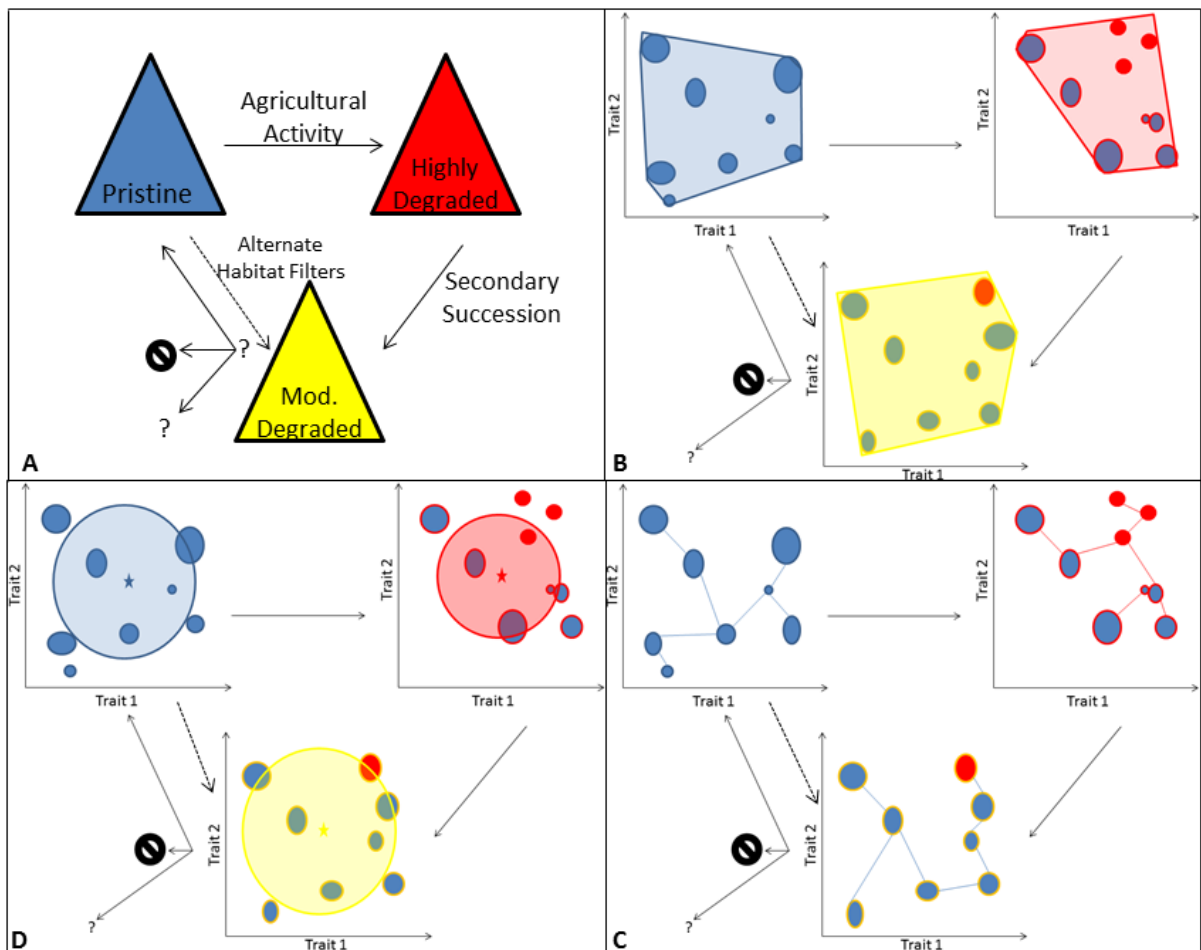 Agricultural
Activity
Pristine
Highly
Degraded
Alternate
Habitat Filters
Secondary
Succession
?
?
Mod.
Degraded
A
Trait 2
Trait 1
Trait 2
Trait 1
Trait 2
Trait 1
?
B
Trait 2
Trait 1
Trait 2
Trait 1
Trait 2
Trait 1
?
D
Trait 2
Trait 1
Trait 2
Trait 1
Trait 2
Trait 1
?
C